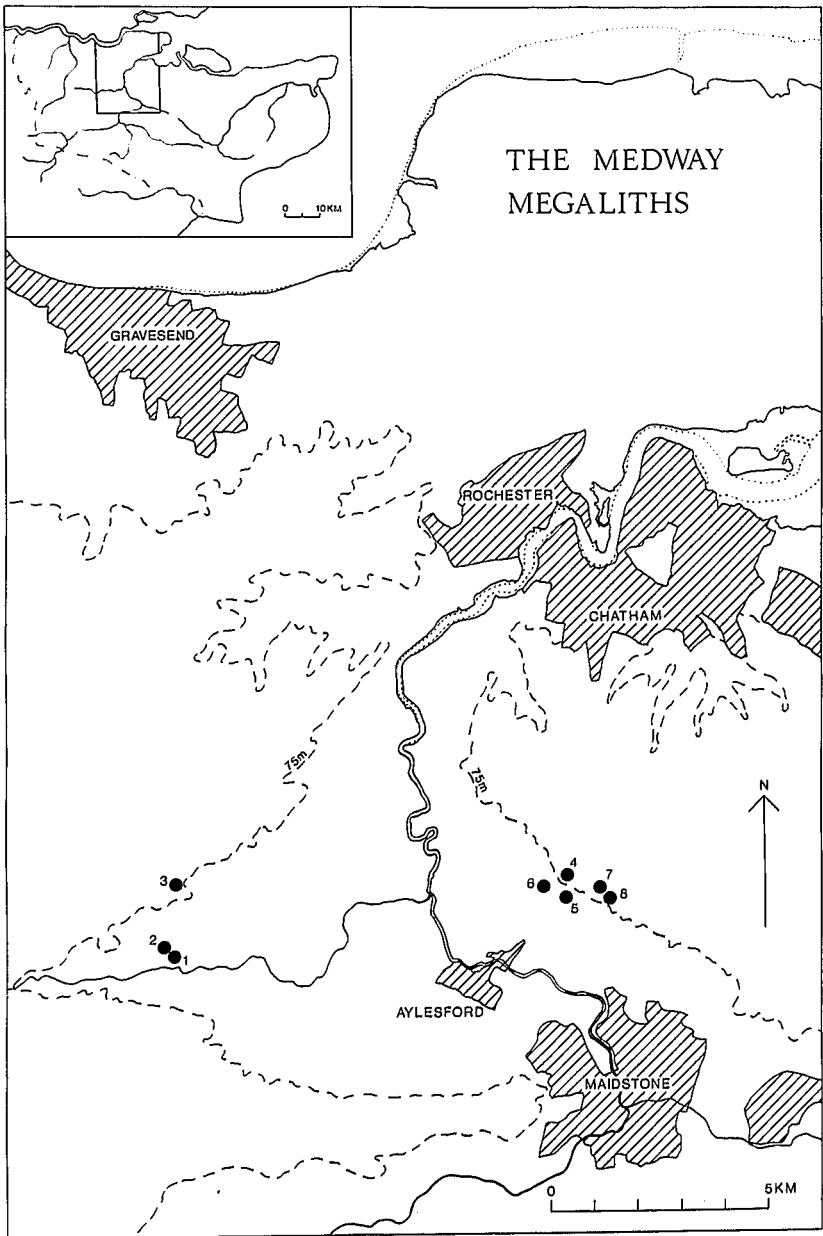 0 10KM
THE MEDWAY
MEGALITHS
GRAVESEND
ROCHESTER
CHATHAM
75m
75m
N
3
4
7
6
5
8
2
1
AYLESFORD
MAIDSTONE
0 5KM